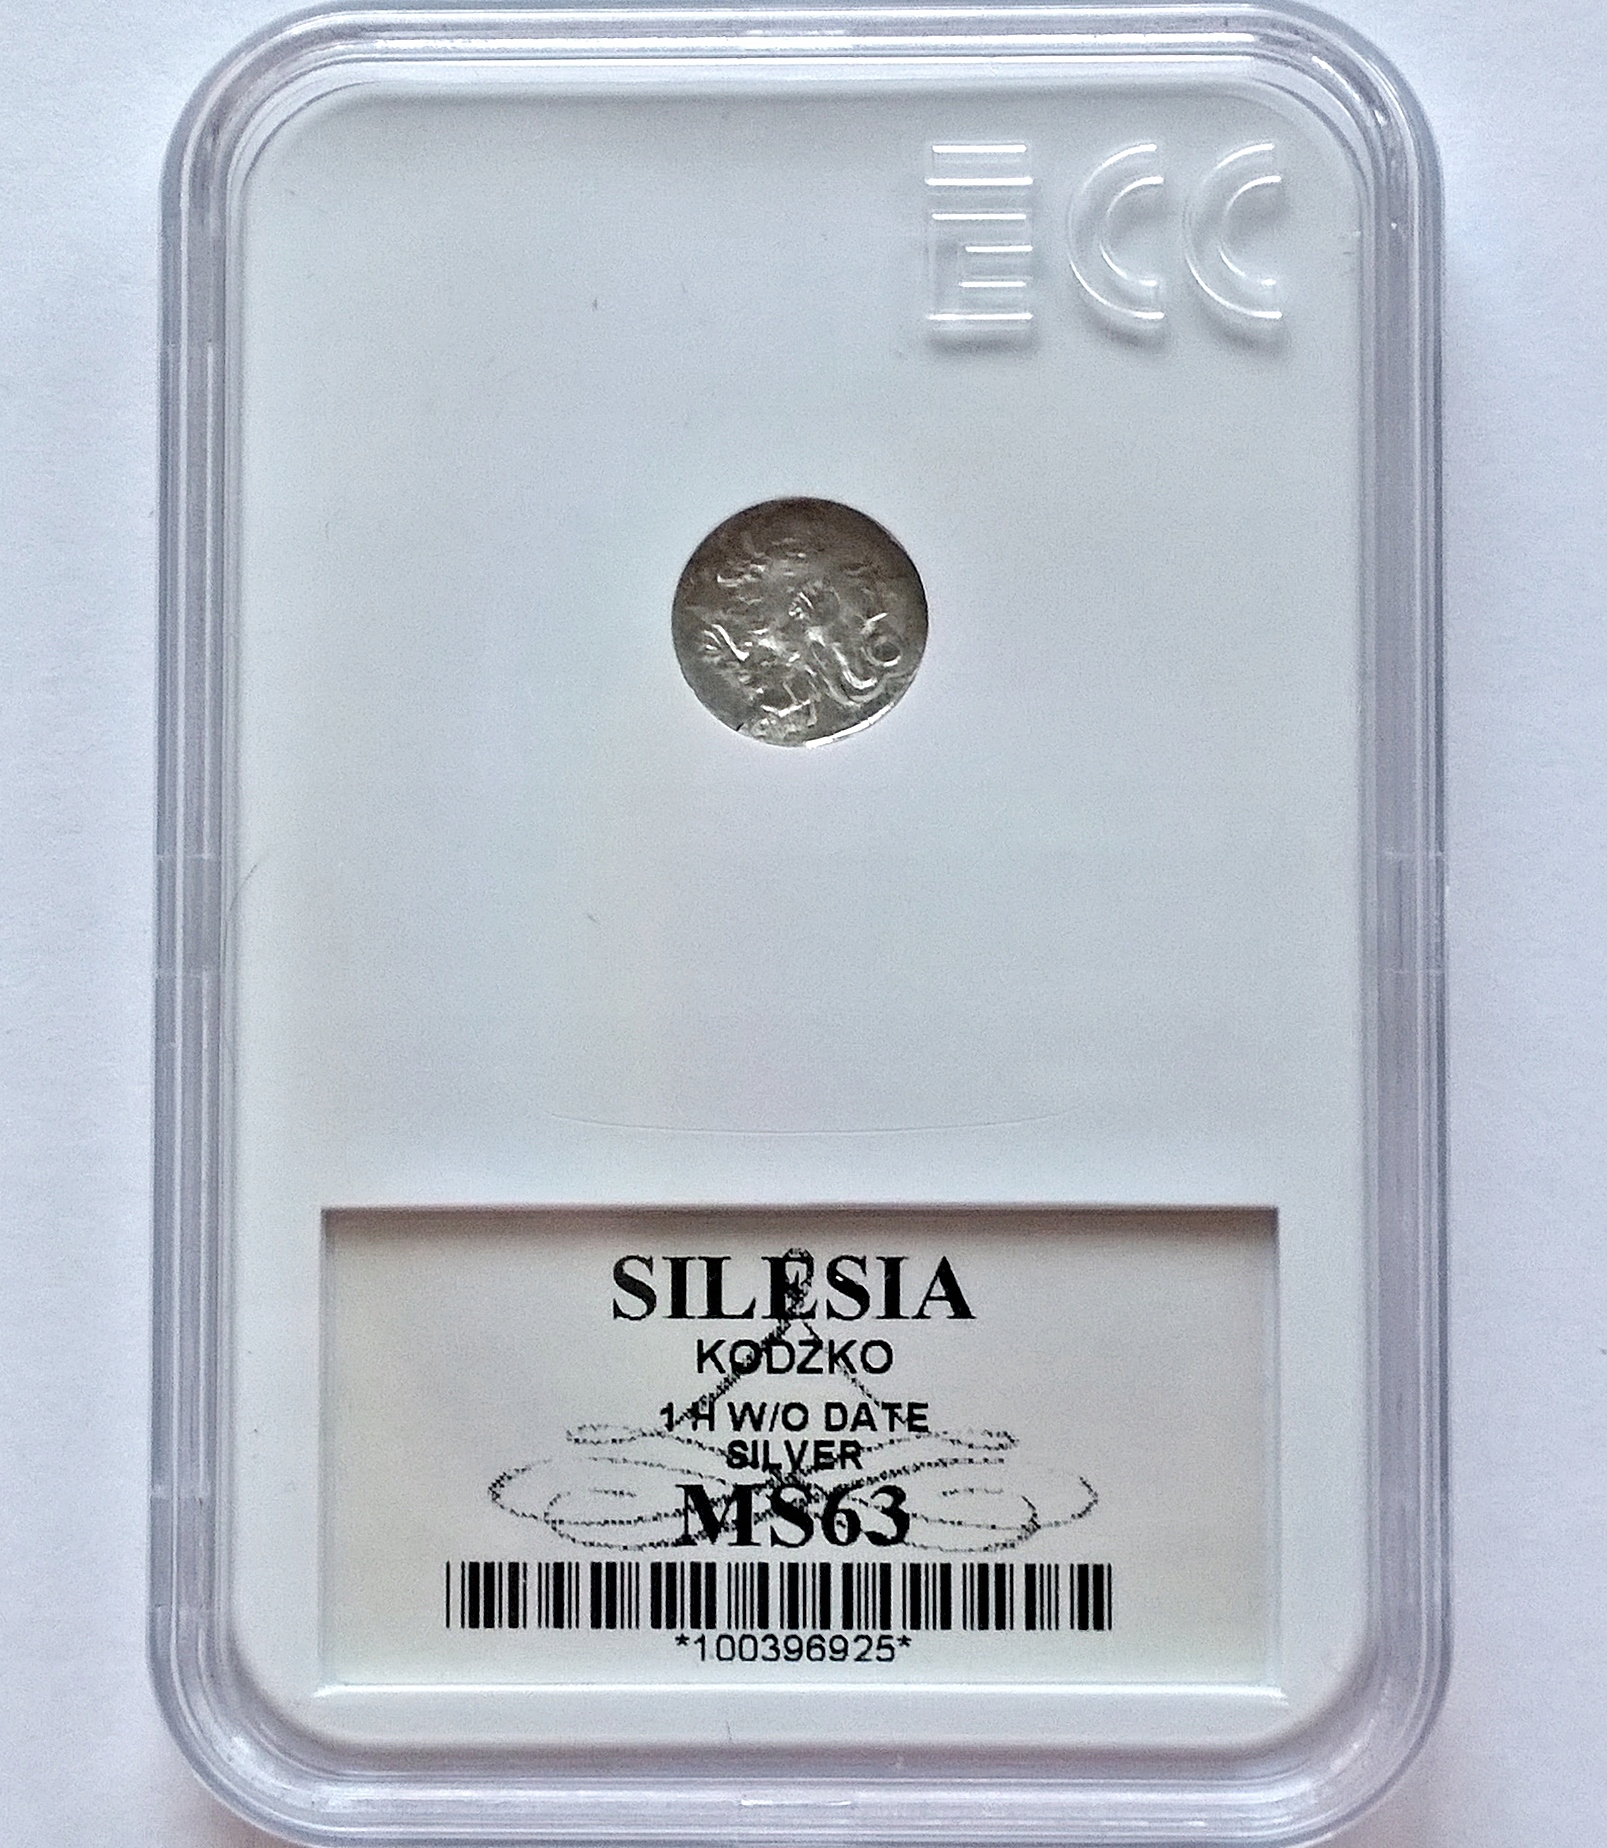 ECC
SILESIA
KODZKO
1 H W/O DATE
SILVER
MS63
*100396925*